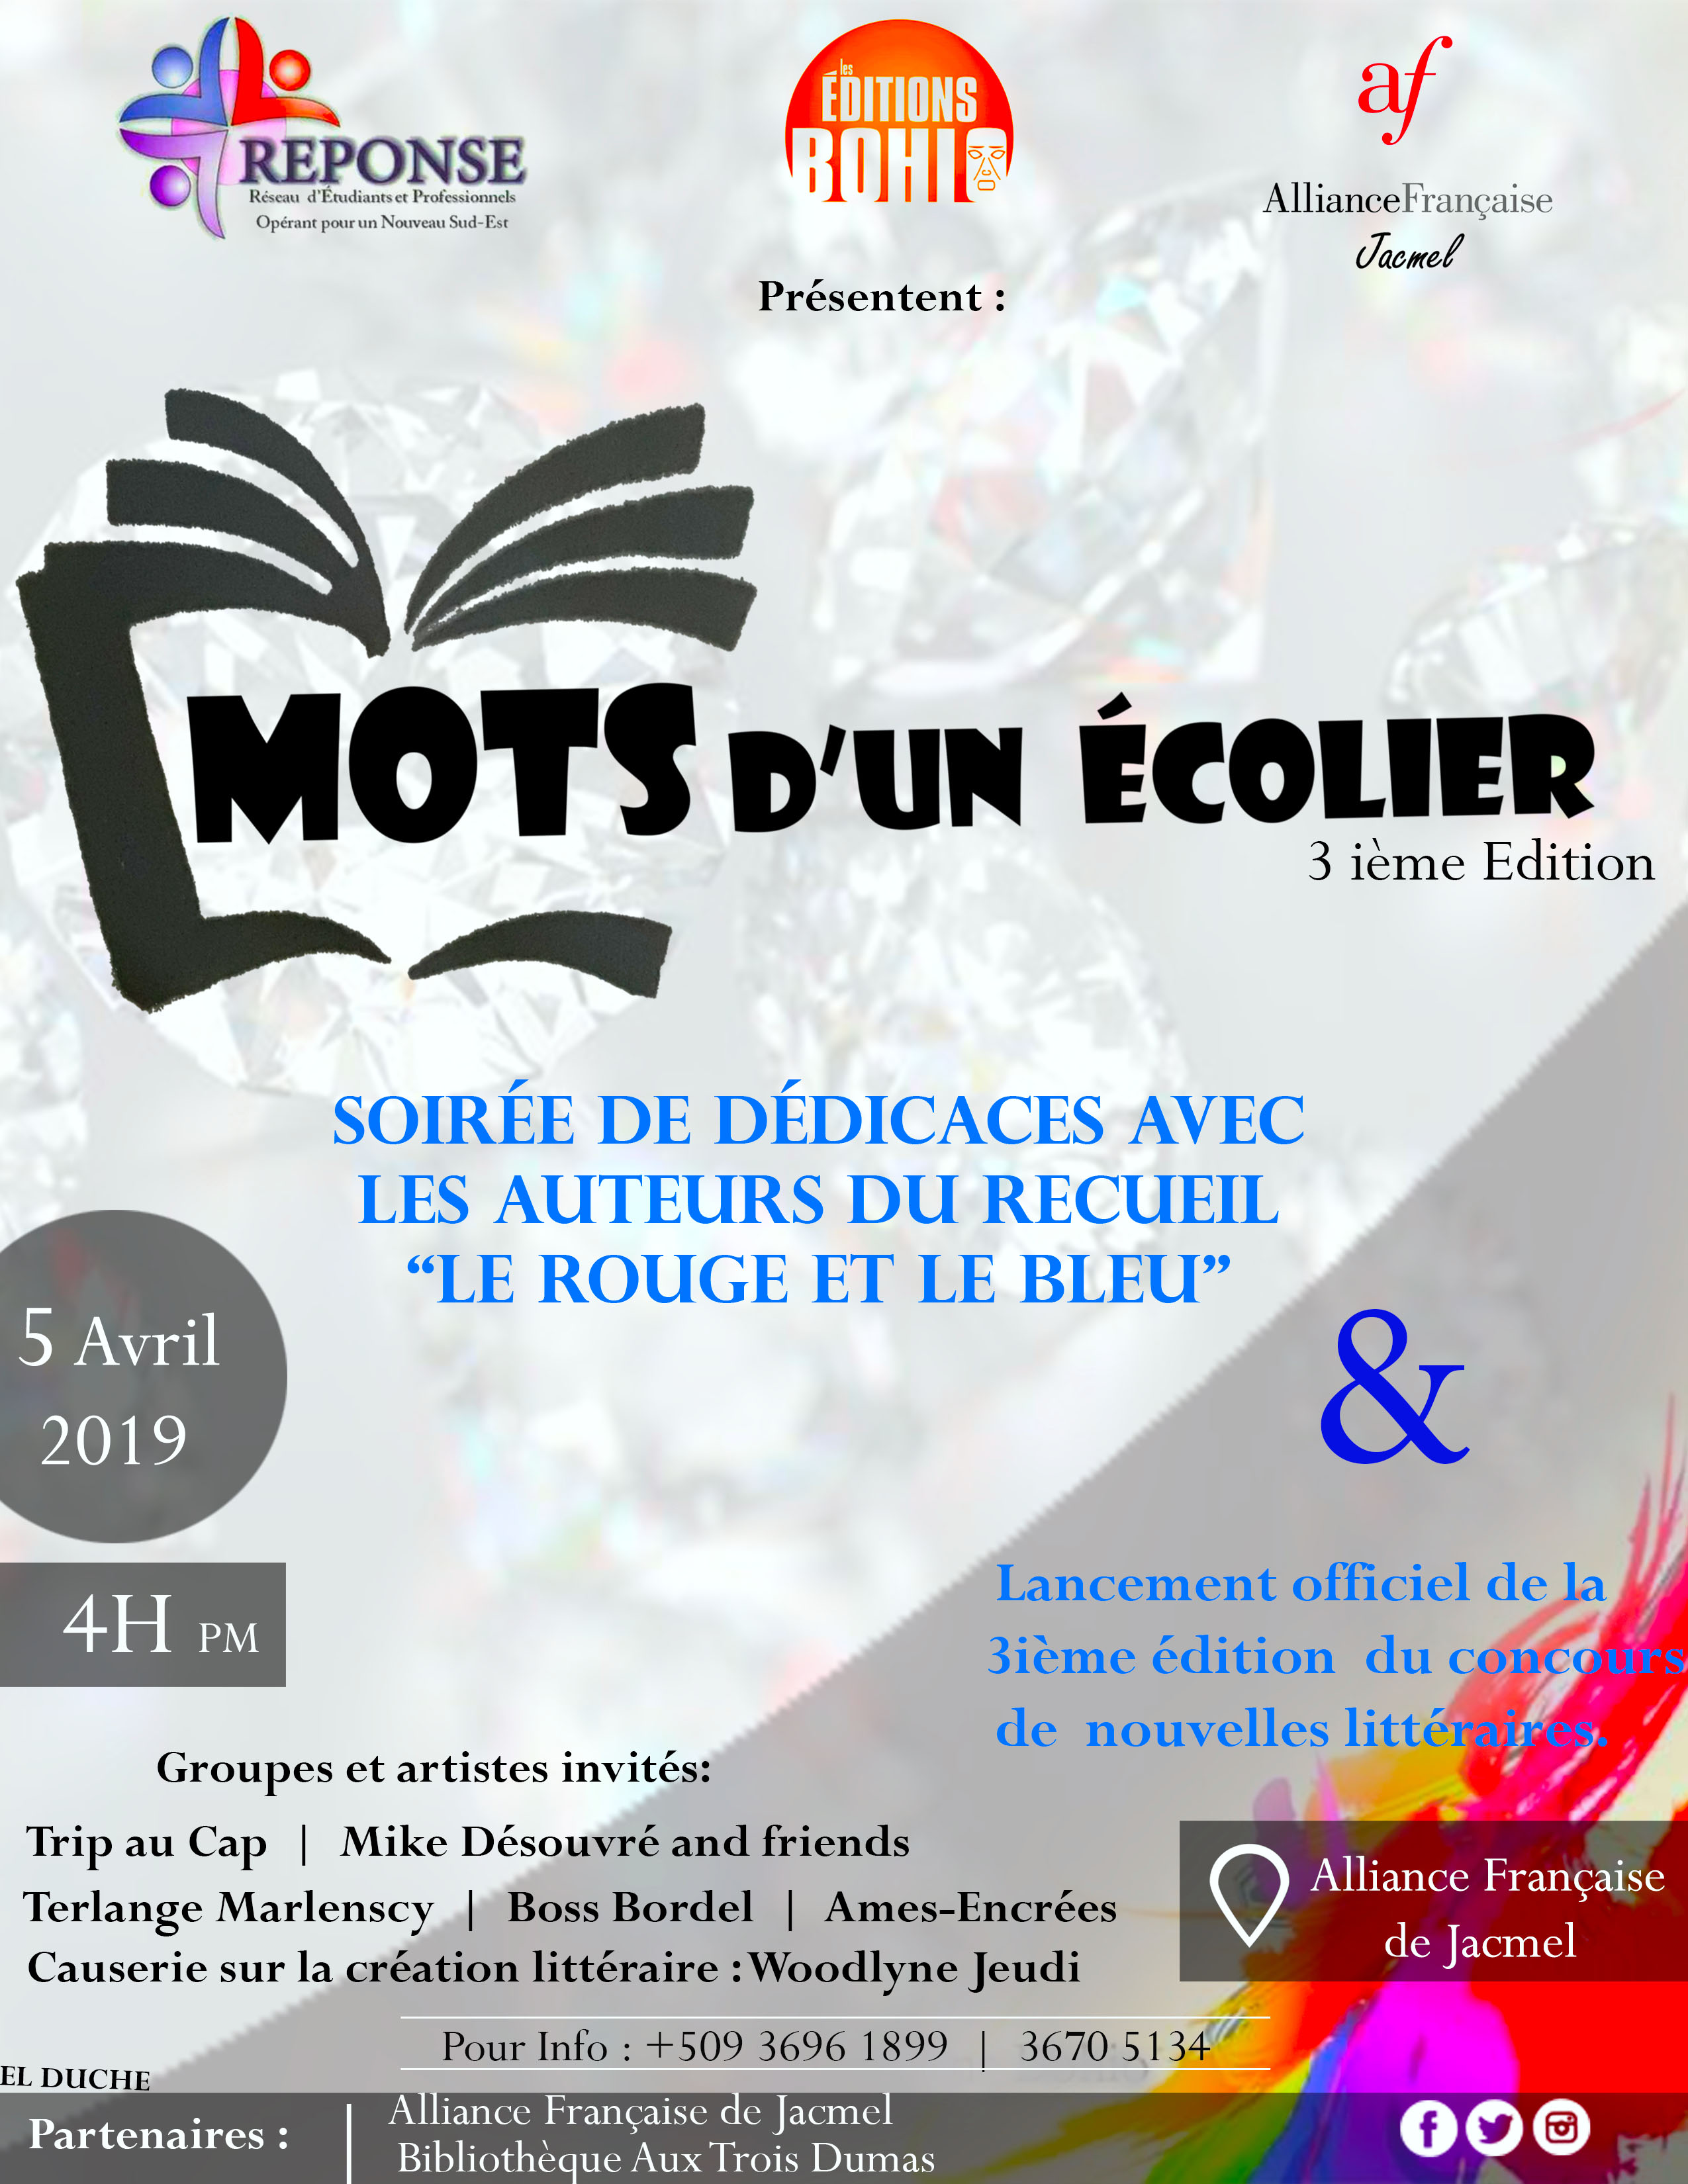 REPONSE
Réseau d'Étudiants et Professionnels
Opérant pour un Nouveau Sud-Est
les
ÉDITIONS
BOHIO
af
AllianceFrançaise
Jacmel
Présentent :
MOTS D'UN ÉCOLIER
3 ième Edition
SOIRÉE DE DÉDICACES AVEC
LES AUTEURS DU RECUEIL
“LE ROUGE ET LE BLEU”
&
5 Avril
2019
4H PM
Lancement officiel de la
3ième édition du concours
de nouvelles littéraires.
Groupes et artistes invités:
Trip au Cap | Mike Désouvré and friends
Terlange Marlenscy | Boss Bordel | Ames-Encrées
Causerie sur la création littéraire : Woodlyne Jeudi
Alliance Française
de Jacmel
Pour Info : +509 3696 1899 | 3670 5134
EL DUCHE
Partenaires :
Alliance Française de Jacmel
Bibliothèque Aux Trois Dumas